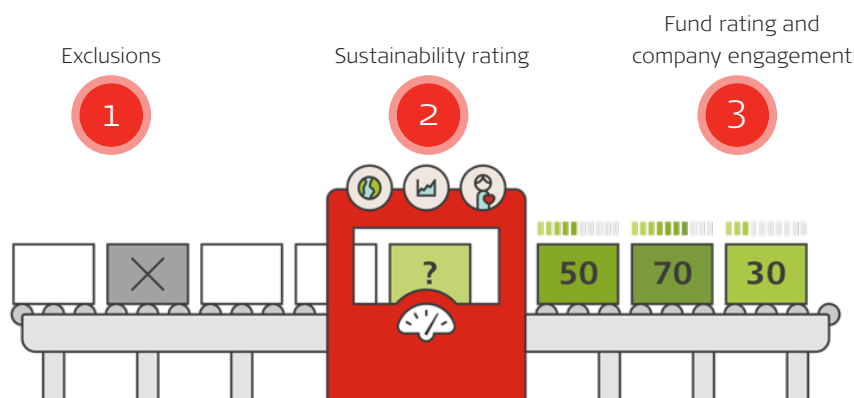 Exclusions
1
Sustainability rating
2
Fund rating and
company engagement
3
?
50
70
30